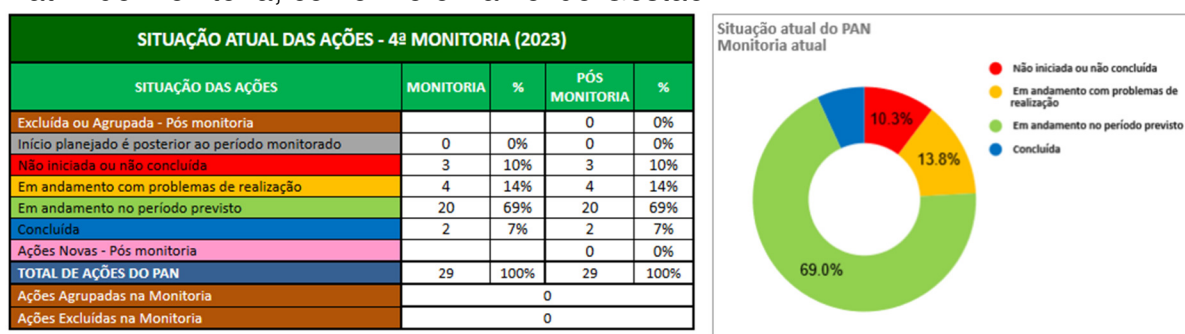 SITUAÇÃO ATUAL DAS AÇÕES - 4ª MONITORIA (2023)
SITUAÇÃO DAS AÇÕES MONITORIA % PÓS MONITORIA %
Excluída ou Agrupada - Pós monitoria 0 0%
Início planejado é posterior ao período monitorado 0 0% 0 0%
Não iniciada ou não concluída 3 10% 3 10%
Em andamento com problemas de realização 4 14% 4 14%
Em andamento no período previsto 20 69% 20 69%
Concluída 2 7% 2 7%
Ações Novas - Pós monitoria 0 0%
TOTAL DE AÇÕES DO PAN 29 100% 29 100%
Ações Agrupadas na Monitoria 0
Ações Excluídas na Monitoria 0
Situação atual do PAN
Monitoria atual
10.3%
13.8%
69.0%
Não iniciada ou não concluída
Em andamento com problemas de
realização
Em andamento no período previsto
Concluída